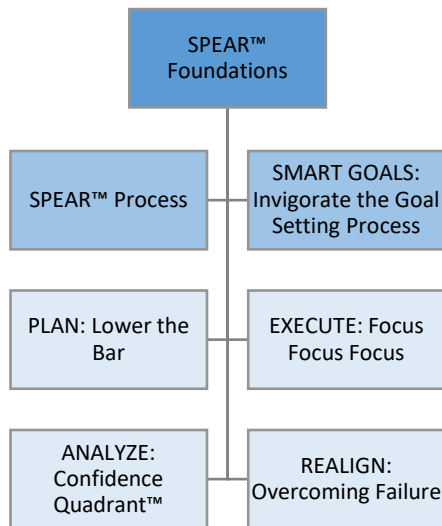 SPEAR™
Foundations
SPEAR™ Process
SMART GOALS:
Invigorate the Goal
Setting Process
PLAN: Lower the
Bar
EXECUTE: Focus
Focus Focus
ANALYZE:
Confidence
Quadrant™
REALIGN:
Overcoming Failure